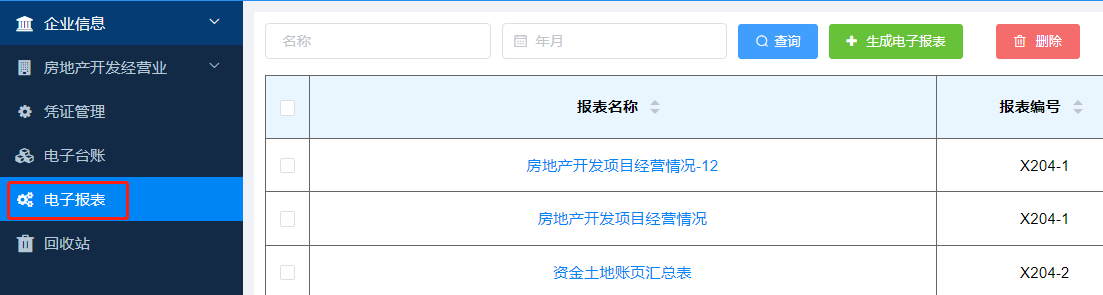 企业信息
房地产开发经营业
凭证管理
电子台账
电子报表
回收站
名称 年月 查询 生成电子报表 删除
报表名称 报表编号
房地产开发项目经营情况-12 X204-1
房地产开发项目经营情况 X204-1
资金土地账页汇总表 X204-2